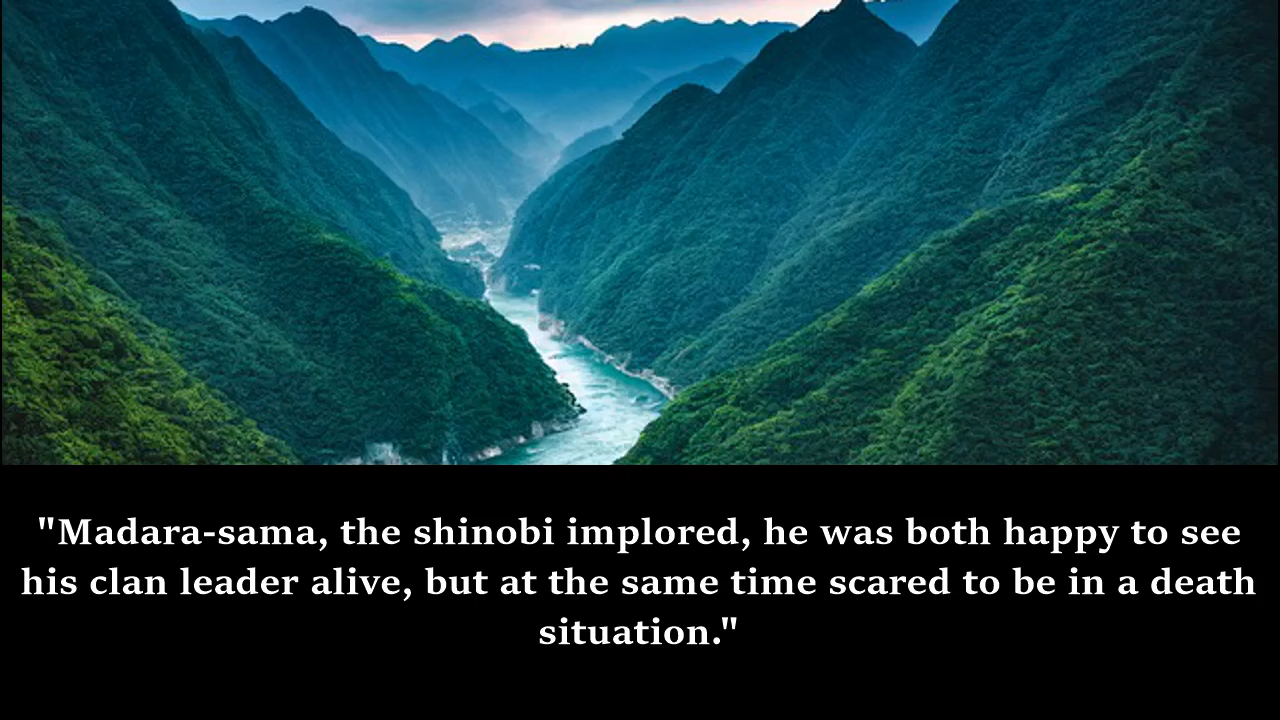 "Madara-sama, the shinobi implored, he was both happy to see
his clan leader alive, but at the same time scared to be in a death
situation."